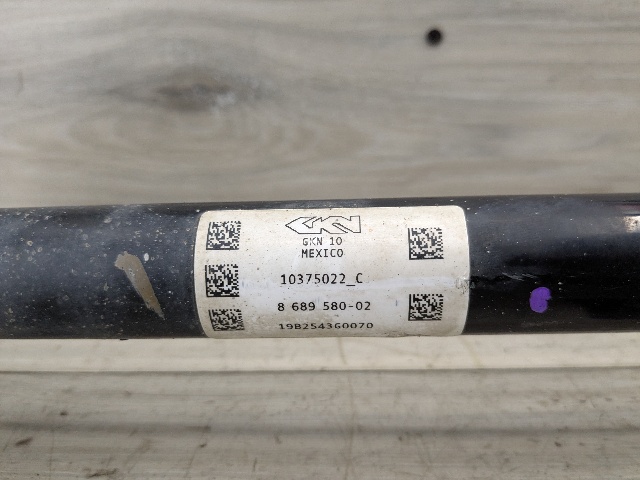 GKN
GKN 10
MEXICO
10375022_C
8 689 580-02
19B254360070